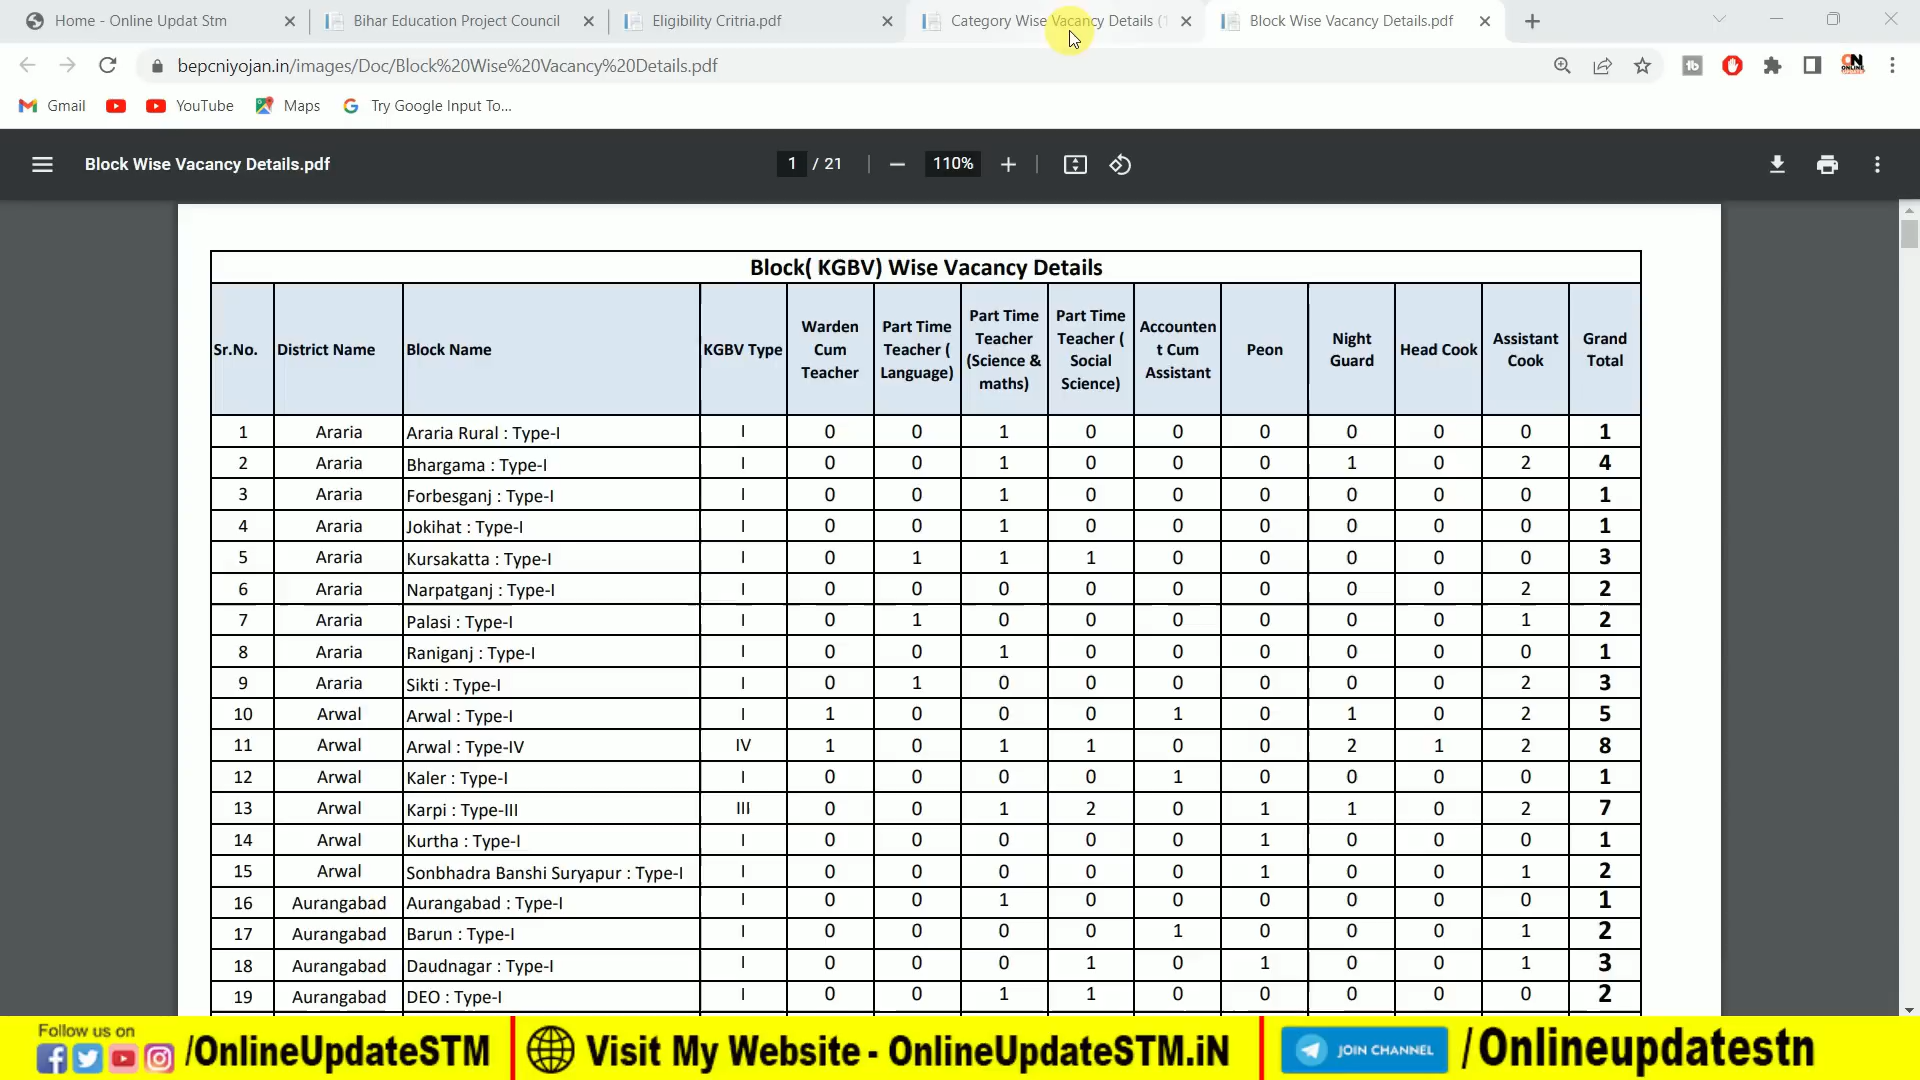 Home - Online Updat Stm
Bihar Education Project Council
Eligibility Critria.pdf
Category Wise Vacancy Details (
Block Wise Vacancy Details.pdf
bepcniyojan.in/images/Doc/Block%20Wise%20Vacancy%20Details.pdf
Gmail
YouTube
Maps
Try Google Input To...
Block Wise Vacancy Details.pdf
1 / 21
110%
Block( KGBV) Wise Vacancy Details
Sr.No. District Name Block Name KGBV Type Warden Cum Teacher Part Time Teacher ( Language) Part Time Teacher (Science & maths) Part Time Teacher ( Social Science) Accounten t Cum Assistant Peon Night Guard Head Cook Assistant Cook Grand Total
1 Araria Araria Rural : Type-I I 0 0 1 0 0 0 0 0 0 1
2 Araria Bhargama : Type-I I 0 0 1 0 0 0 1 0 2 4
3 Araria Forbesganj : Type-I I 0 0 1 0 0 0 0 0 0 1
4 Araria Jokihat : Type-I I 0 0 1 0 0 0 0 0 0 1
5 Araria Kursakatta : Type-I I 0 1 1 1 0 0 0 0 0 3
6 Araria Narpatganj : Type-I I 0 0 0 0 0 0 0 0 2 2
7 Araria Palasi : Type-I I 0 1 0 0 0 0 0 0 1 2
8 Araria Raniganj : Type-I I 0 0 1 0 0 0 0 0 0 1
9 Araria Sikti : Type-I I 0 1 0 0 0 0 0 0 2 3
10 Arwal Arwal : Type-I I 1 0 0 0 1 0 1 0 2 5
11 Arwal Arwal : Type-IV IV 1 0 1 1 0 0 2 1 2 8
12 Arwal Kaler : Type-I I 0 0 0 0 1 0 0 0 0 1
13 Arwal Karpi : Type-III III 0 0 1 2 0 1 1 0 2 7
14 Arwal Kurtha : Type-I I 0 0 0 0 0 1 0 0 0 1
15 Arwal Sonbhadra Banshi Suryapur : Type-I I 0 0 0 0 0 1 0 0 1 2
16 Aurangabad Aurangabad : Type-I I 0 0 1 0 0 0 0 0 0 1
17 Aurangabad Barun : Type-I I 0 0 0 0 1 0 0 0 1 2
18 Aurangabad Daudnagar : Type-I I 0 0 0 1 0 1 0 0 1 3
19 Aurangabad DEO : Type-I I 0 0 1 1 0 0 0 0 0 2
Follow us on
/OnlineUpdateSTM
Visit My Website - OnlineUpdateSTM.iN
JOIN CHANNEL
/Onlineupdatestn